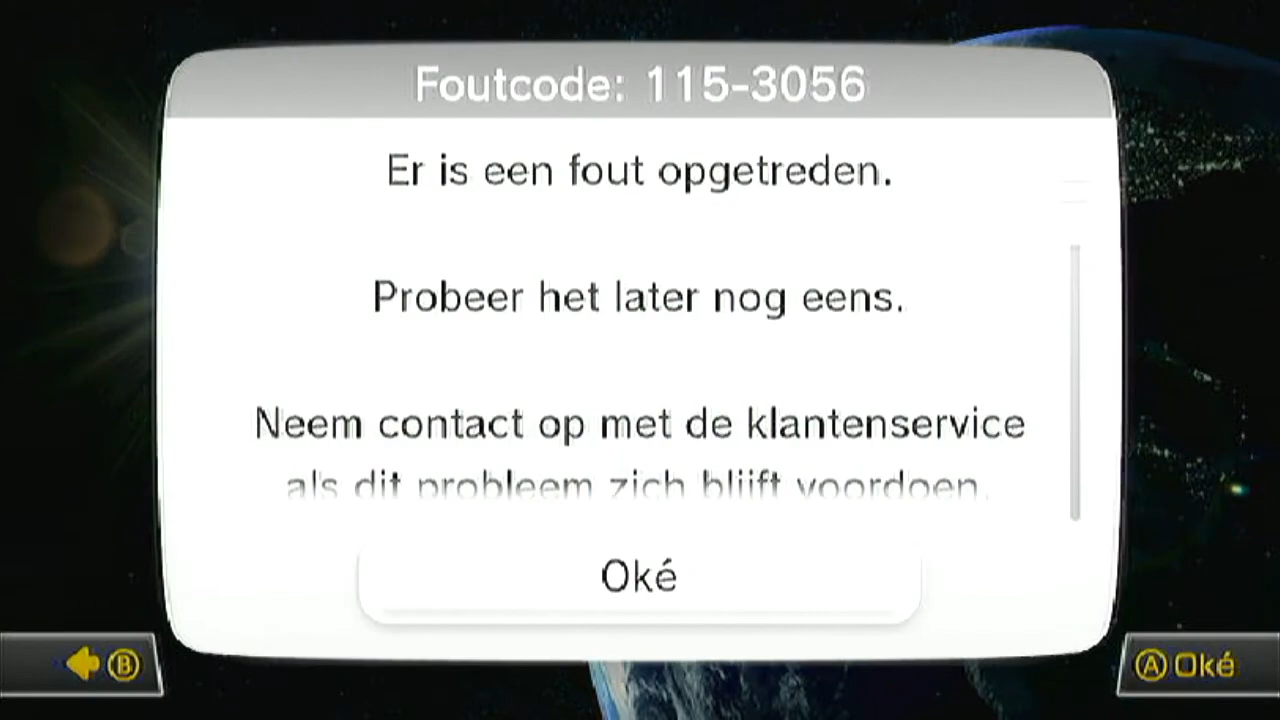 Foutcode: 115-3056
Er is een fout opgetreden.
Probeer het later nog eens.
Neem contact op met de klantenservice
als dit probleem zich blijft voordoen.
Oké
B
A Oké